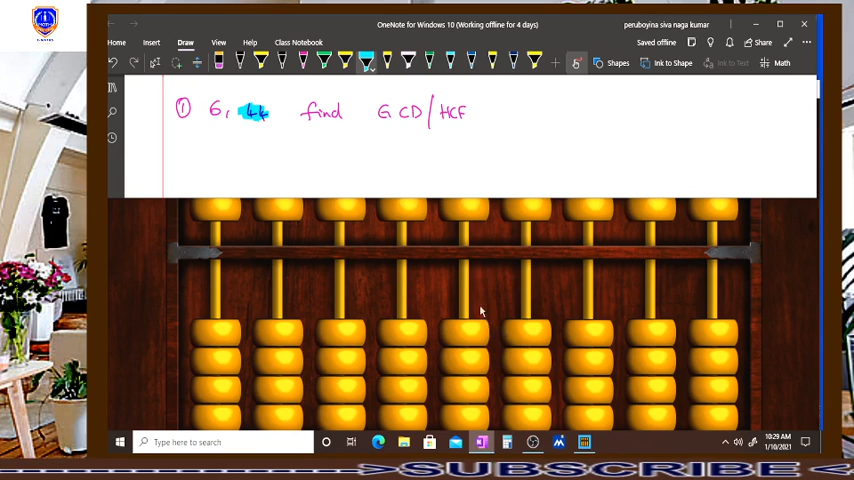 OneNote for Windows 10 (Working offline for 4 days)
peruboyina siva naga kumar
Home Insert Draw View Help Class Notebook
Saved offline Share
Shapes Ink to Shape Ink to Text Math
① 6, 44 find GCD/HCF
Type here to search
10:29 AM
1/10/2021
SUBSCRIBE